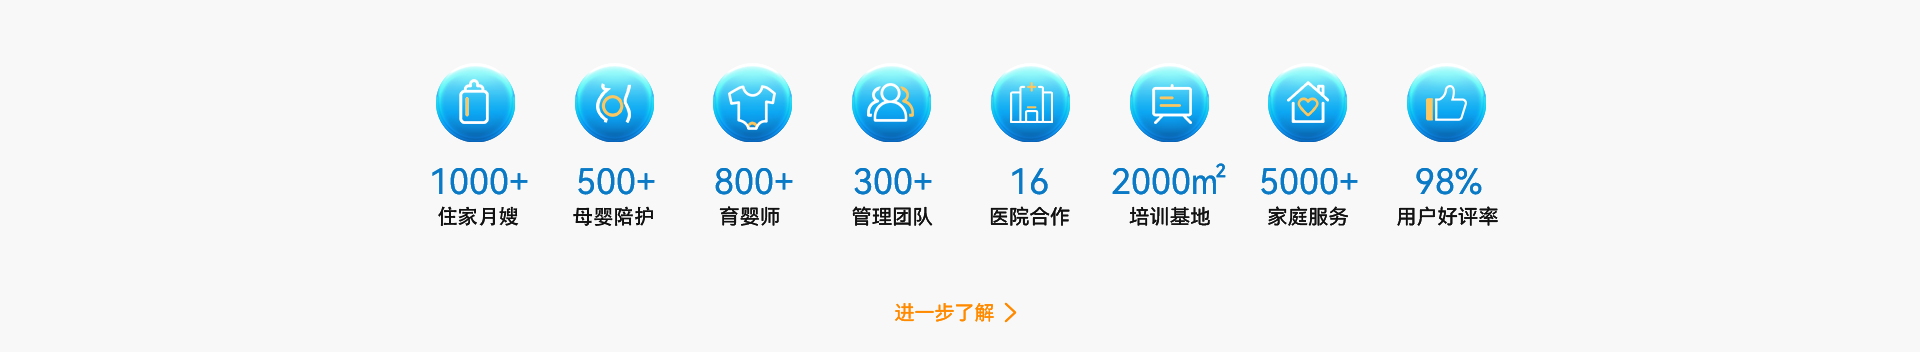 1000+ 500+ 800+ 300+ 16 2000m² 5000+ 98%
住家月嫂 母婴陪护 育婴师 管理团队 医院合作 培训基地 家庭服务 用户好评率
进一步了解